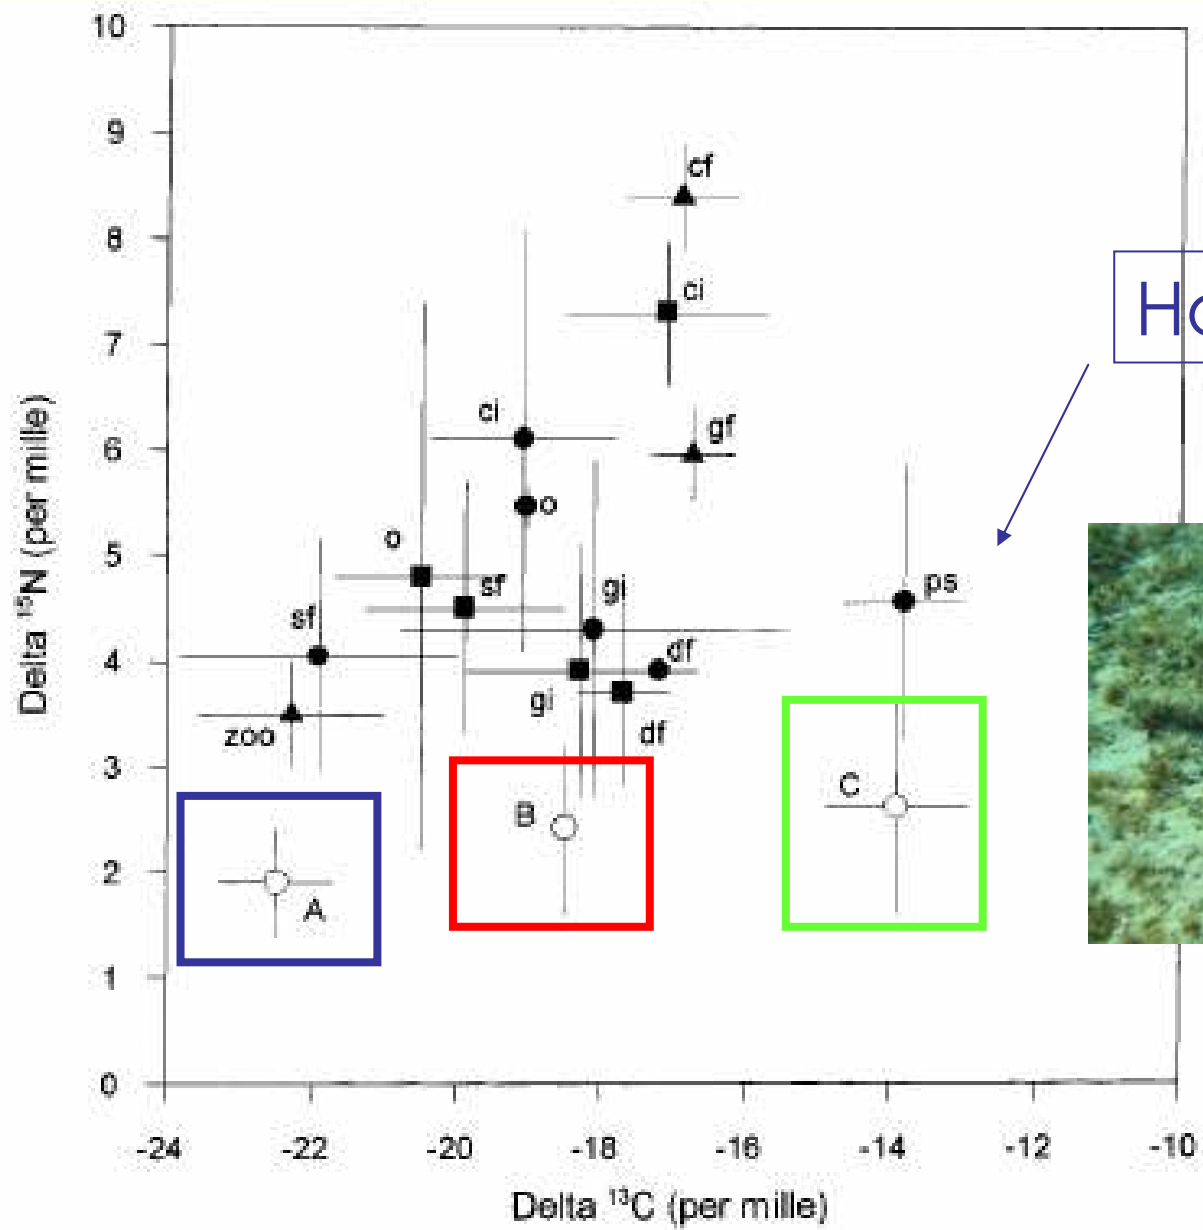 10
9
8
7
6
5
4
3
2
1
0
Delta ¹⁵N (per mille)
cf
ci
gf
ci
o
o
sf
sf
gi
df
ps
zoo
gi
df
A
B
C
Ho
-24
-22
-20
-18
-16
-14
-12
-10
Delta ¹³C (per mille)